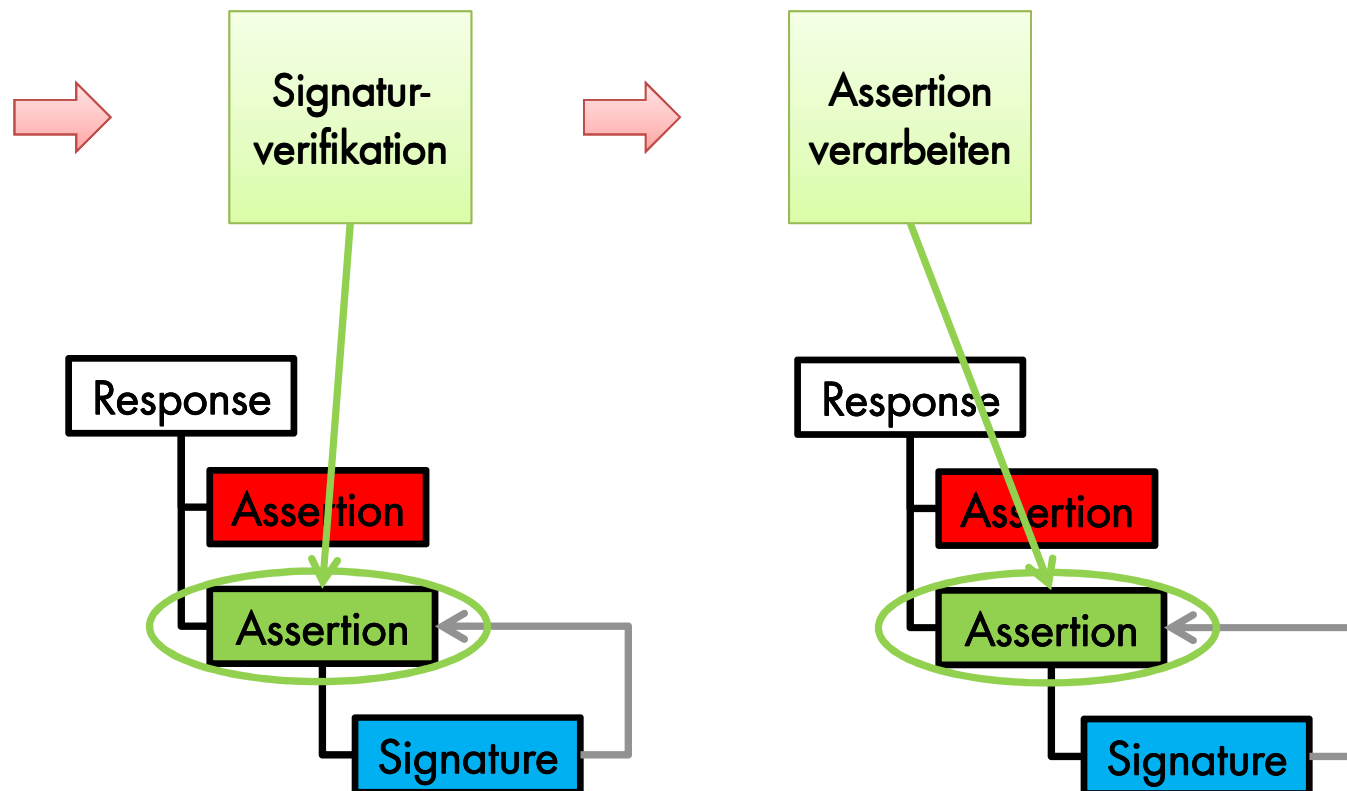 Signatur-
verifikation
Assertion
verarbeiten
Response
Assertion
Assertion
Signature
Response
Assertion
Assertion
Signature